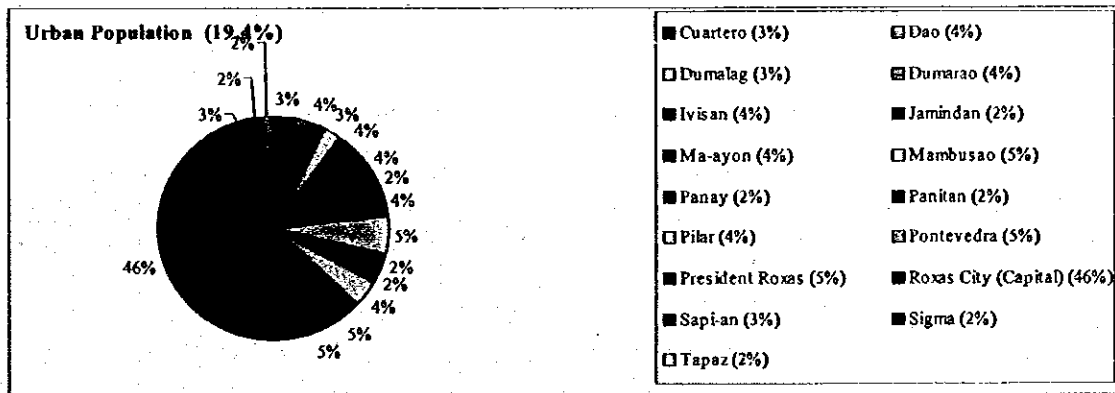 Urban Population (19.4%)
2%
2%
3%
3%
4%
3%
4%
4%
2%
4%
5%
2%
2%
4%
5%
5%
46%
Cuartero (3%) Dao (4%)
Dumalag (3%) Dumarao (4%)
Ivisan (4%) Jamindan (2%)
Ma-ayon (4%) Mambusao (5%)
Panay (2%) Panitan (2%)
Pilar (4%) Pontevedra (5%)
President Roxas (5%) Roxas City (Capital) (46%)
Sapi-an (3%) Sigma (2%)
Tapaz (2%)